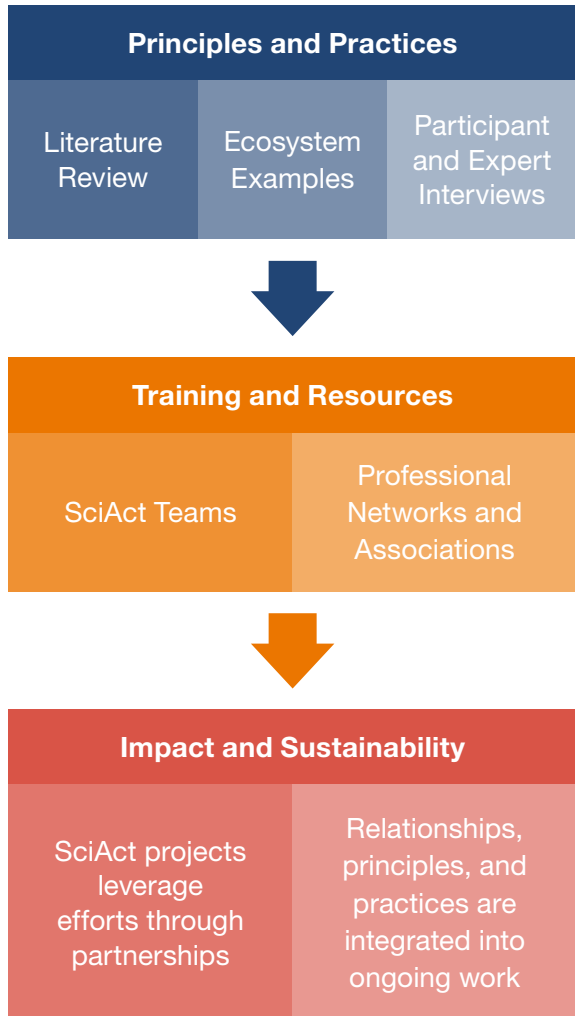 Principles and Practices
Literature
Review
Ecosystem
Examples
Participant
and Expert
Interviews
Training and Resources
SciAct Teams
Professional
Networks and
Associations
Impact and Sustainability
SciAct projects
leverage
efforts through
partnerships
Relationships,
principles, and
practices are
integrated into
ongoing work